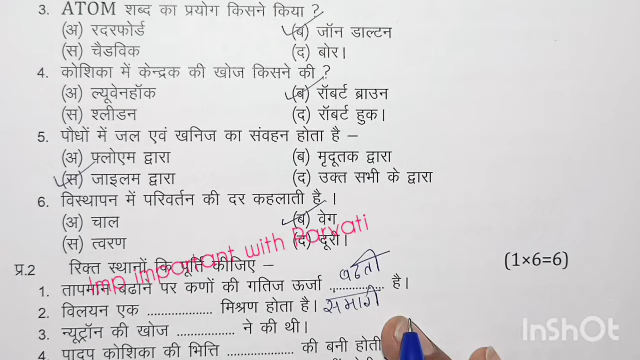 3. ATOM शब्द का प्रयोग किसने किया ?
(अ) रदरफोर्ड (ब) जॉन डाल्टन
(स) चैडविक (द) बोर।
4. कोशिका में केन्द्रक की खोज किसने की ?
(अ) ल्यूवेनहॉक (ब) रॉबर्ट ब्राउन
(स) श्लीडन (द) रॉबर्ट हुक।
5. पौधों में जल एवं खनिज का संवहन होता है –
(अ) फ्लोएम द्वारा (ब) मृदूतक द्वारा
(स) जाइलम द्वारा (द) उक्त सभी के द्वारा
6. विस्थापन में परिवर्तन की दर कहलाती है ।
(अ) चाल (ब) वेग
(स) त्वरण (द) दूरी।
Imp important with Parvati
प्र.2 रिक्त स्थानों कि पूर्ति कीजिए – (1×6=6)
1. तापमान बढाने पर कणों की गतिज ऊर्जा बढती है।
2. विलयन एक .................. मिश्रण होता है। समांगी
3. न्यूट्रॉन की खोज ................ ने की थी।
4. पादप कोशिका की भित्ति .................. की बनी होती
InShOt